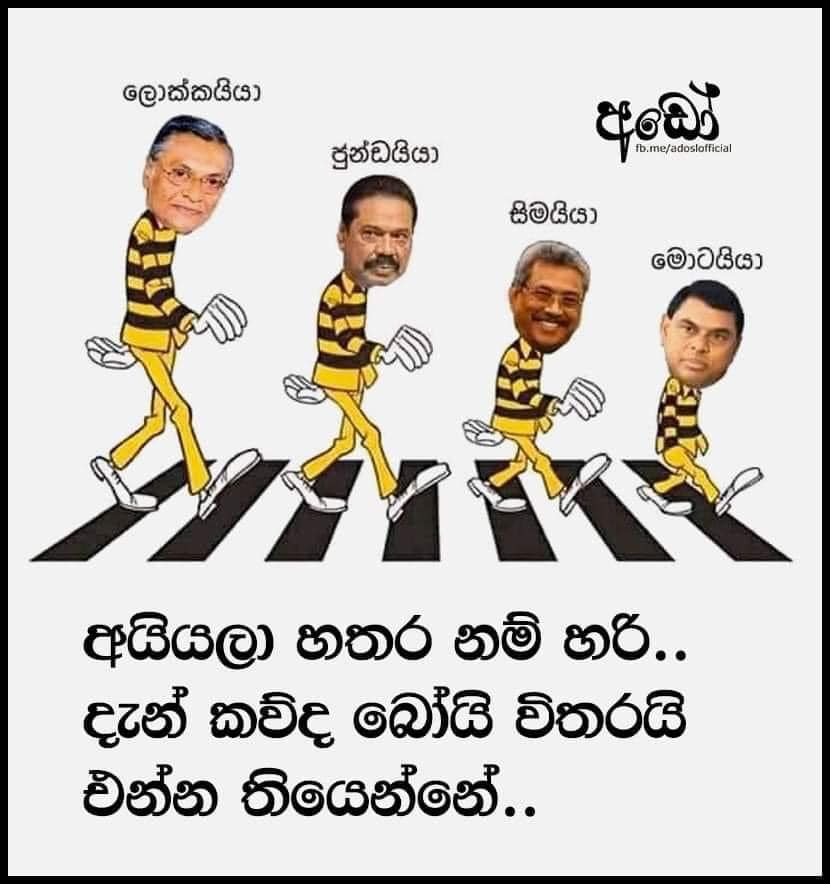 ලොක්කයියා
අඩෝ
fb.me/adoslofficial
ජුන්ඩයියා
සිමයියා
මොටයියා
අයියලා හතර නම් හරි..
දැන් කව්ද බෝයි විතරයි
එන්න තියෙන්නේ..